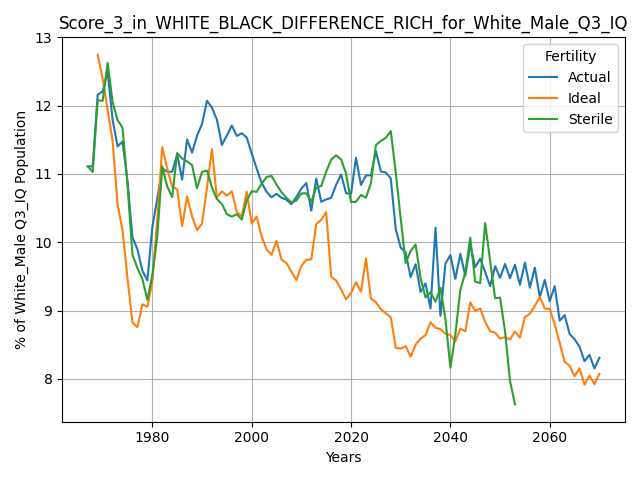 Score_3_in_WHITE_BLACK_DIFFERENCE_RICH_for_White_Male_Q3_IQ
% of White_Male Q3_IQ Population
13
12
11
10
9
8
Fertility
Actual
Ideal
Sterile
1980
2000
2020
2040
2060
Years